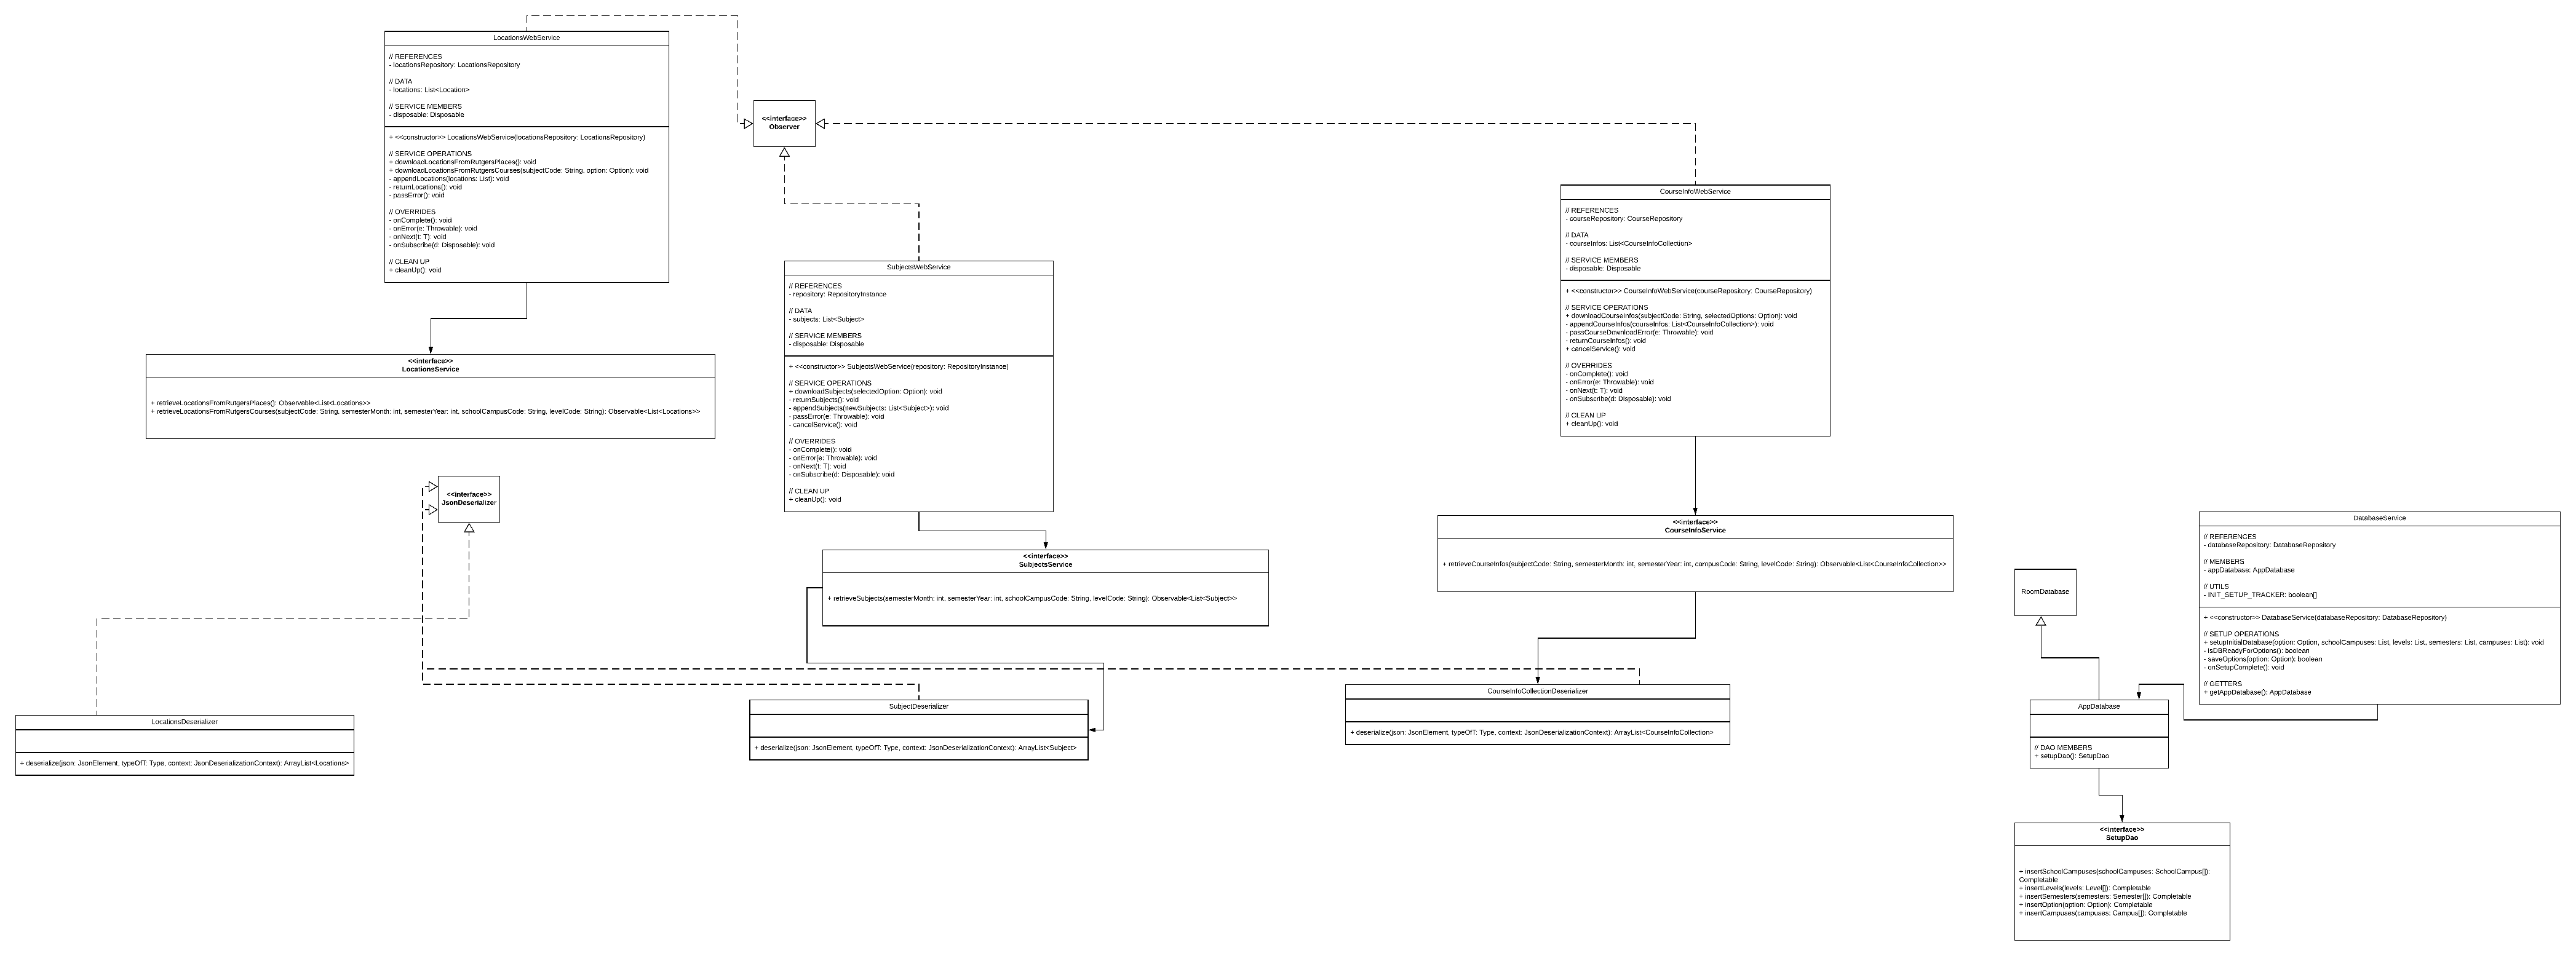 LocationsWebService
// REFERENCES
- locationsRepository: LocationsRepository
// DATA
- locations: List<Location>
// SERVICE MEMBERS
- disposable: Disposable
+ <<constructor>> LocationsWebService(locationsRepository: LocationsRepository)
// SERVICE OPERATIONS
+ downloadLocationsFromRutgersPlaces(): void
+ downloadLcoationsFromRutgersCourses(subjectCode: String, option: Option): void
- appendLocations(locations: List): void
- returnLocations(): void
- passError(): void
// OVERRIDES
- onComplete(): void
- onError(e: Throwable): void
- onNext(t: T): void
- onSubscribe(d: Disposable): void
// CLEAN UP
+ cleanUp(): void
<<interface>>
Observer
CourseInfoWebService
// REFERENCES
- courseRepository: CourseRepository
// DATA
- courseInfos: List<CourseInfoCollection>
// SERVICE MEMBERS
- disposable: Disposable
+ <<constructor>> CourseInfoWebService(courseRepository: CourseRepository)
// SERVICE OPERATIONS
+ downloadCourseInfos(subjectCode: String, selectedOptions: Option): void
- appendCourseInfos(courseInfos: List<CourseInfoCollection>): void
- passCourseDownloadError(e: Throwable): void
- returnCourseInfos(): void
+ cancelService(): void
// OVERRIDES
- onComplete(): void
- onError(e: Throwable): void
- onNext(t: T): void
- onSubscribe(d: Disposable): void
// CLEAN UP
+ cleanUp(): void
SubjectsWebService
// REFERENCES
- repository: RepositoryInstance
// DATA
- subjects: List<Subject>
// SERVICE MEMBERS
- disposable: Disposable
+ <<constructor>> SubjectsWebService(repository: RepositoryInstance)
// SERVICE OPERATIONS
+ downloadSubjects(selectedOption: Option): void
- returnSubjects(): void
- appendSubjects(newSubjects: List<Subject>): void
- passError(e: Throwable): void
- cancelService(): void
// OVERRIDES
- onComplete(): void
- onError(e: Throwable): void
- onNext(t: T): void
- onSubscribe(d: Disposable): void
// CLEAN UP
+ cleanUp(): void
<<interface>>
LocationsService
+ retrieveLocationsFromRutgersPlaces(): Observable<List<Locations>>
+ retrieveLocationsFromRutgersCourses(subjectCode: String, semesterMonth: int, semesterYear: int, schoolCampusCode: String, levelCode: String): Observable<List<Locations>>
<<interface>>
JsonDeserializer
<<interface>>
SubjectsService
+ retrieveSubjects(semesterMonth: int, semesterYear: int, schoolCampusCode: String, levelCode: String): Observable<List<Subject>>
<<interface>>
CourseInfoService
+ retrieveCourseInfos(subjectCode: String, semesterMonth: int, semesterYear: int, campusCode: String, levelCode: String): Observable<List<CourseInfoCollection>>
DatabaseService
// REFERENCES
- databaseRepository: DatabaseRepository
// MEMBERS
- appDatabase: AppDatabase
// UTILS
- INIT_SETUP_TRACKER: boolean[]
+ <<constructor>> DatabaseService(databaseRepository: DatabaseRepository)
// SETUP OPERATIONS
+ setupInitialDatabase(option: Option, schoolCampuses: List, levels: List, semesters: List, campuses: List): void
- isDBReadyForOptions(): boolean
- saveOptions(option: Option): boolean
- onSetupComplete(): void
// GETTERS
+ getAppDatabase(): AppDatabase
RoomDatabase
LocationsDeserializer
+ deserialize(json: JsonElement, typeOfT: Type, context: JsonDeserializationContext): ArrayList<Locations>
SubjectDeserializer
+ deserialize(json: JsonElement, typeOfT: Type, context: JsonDeserializationContext): ArrayList<Subject>
CourseInfoCollectionDeserializer
+ deserialize(json: JsonElement, typeOfT: Type, context: JsonDeserializationContext): ArrayList<CourseInfoCollection>
AppDatabase
// DAO MEMBERS
+ setupDao(): SetupDao
<<interface>>
SetupDao
+ insertSchoolCampuses(schoolCampuses: SchoolCampus[]):
Completable
+ insertLevels(levels: Level[]): Completable
+ insertSemesters(semesters: Semester[]): Completable
+ insertOption(option: Option): Completable
+ insertCampuses(campuses: Campus[]): Completable